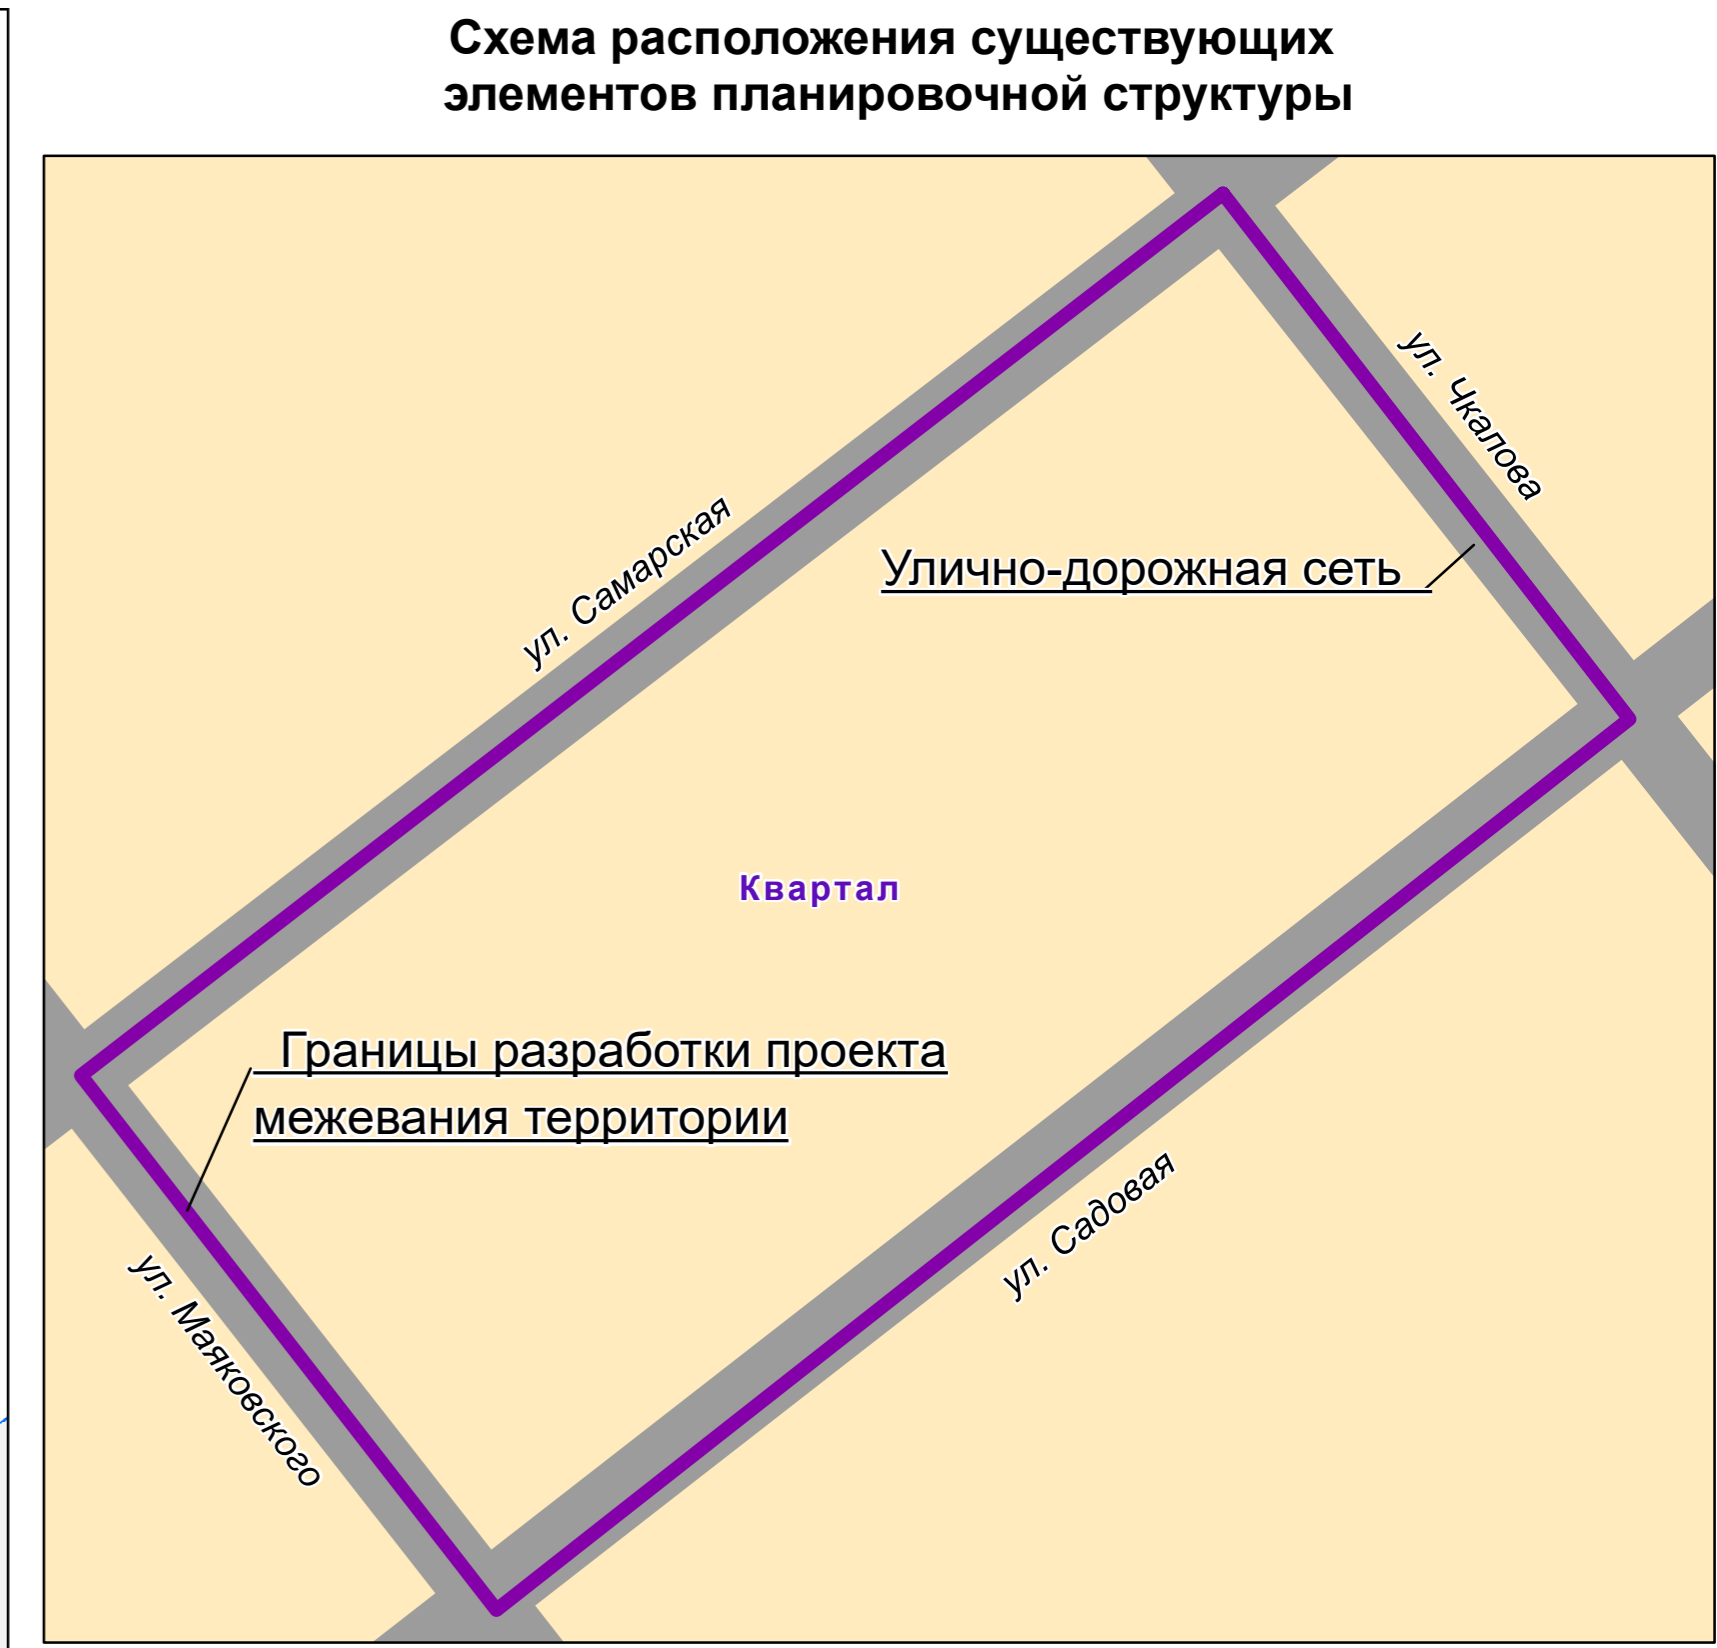 Схема расположения существующих
элементов планировочной структуры
ул. Чкалова
ул. Самарская
Улично-дорожная сеть
Квартал
Границы разработки проекта
межевания территории
ул. Садовая
ул. Маяковского